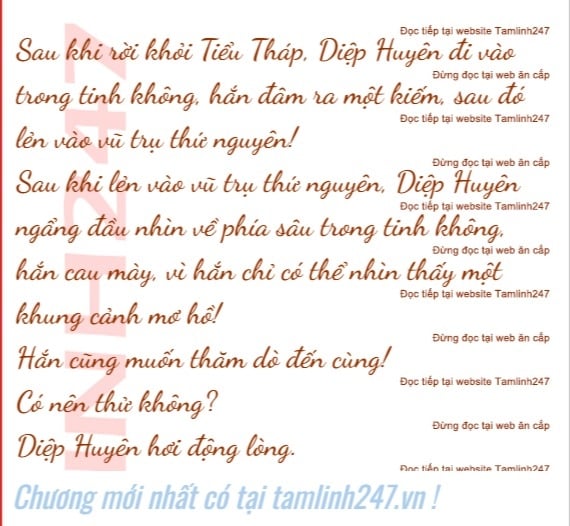 Đọc tiếp tại website Tamlinh247
Sau khi rời khỏi Tiểu Tháp, Diệp Huyên đi vào
Đừng đọc tại web ăn cắp
trong tinh không, hắn đâm ra một kiếm, sau đó
Đọc tiếp tại website Tamlinh247
lẻn vào vũ trụ thứ nguyên!
Đừng đọc tại web ăn cắp
Sau khi lẻn vào vũ trụ thứ nguyên, Diệp Huyên
Đọc tiếp tại website Tamlinh247
ngẩng đầu nhìn về phía sâu trong tinh không,
Đừng đọc tại web ăn cắp
hắn cau mày, vì hắn chỉ có thể nhìn thấy một
Đọc tiếp tại website Tamlinh247
khung cảnh mơ hồ!
Đừng đọc tại web ăn cắp
Hắn cũng muốn thăm dò đến cùng!
Đọc tiếp tại website Tamlinh247
Có nên thử không?
Đừng đọc tại web ăn cắp
Diệp Huyên hơi động lòng.
Đọc tiếp tại website Tamlinh247
INH247
Chương mới nhất có tại tamlinh247.vn !